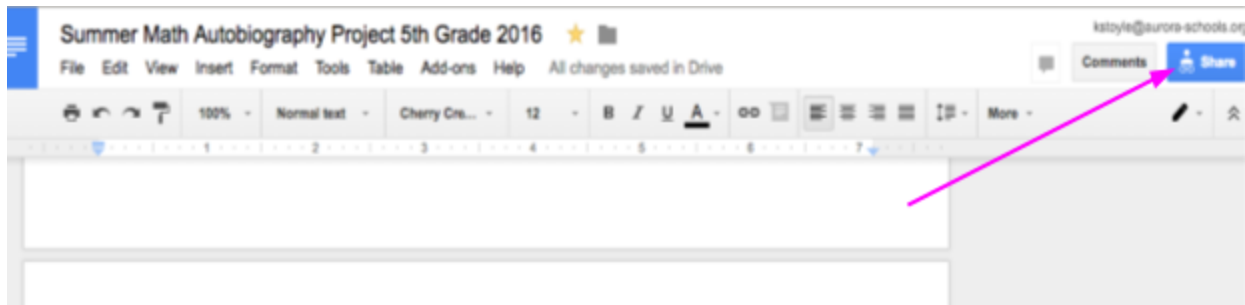 Summer Math Autobiography Project 5th Grade 2016
kstoyle@aurora-schools.org
File Edit View Insert Format Tools Table Add-ons Help All changes saved in Drive
Comments Share
100% Normal text Cherry Cre... 12 B I U A More
1 2 3 4 5 6 7